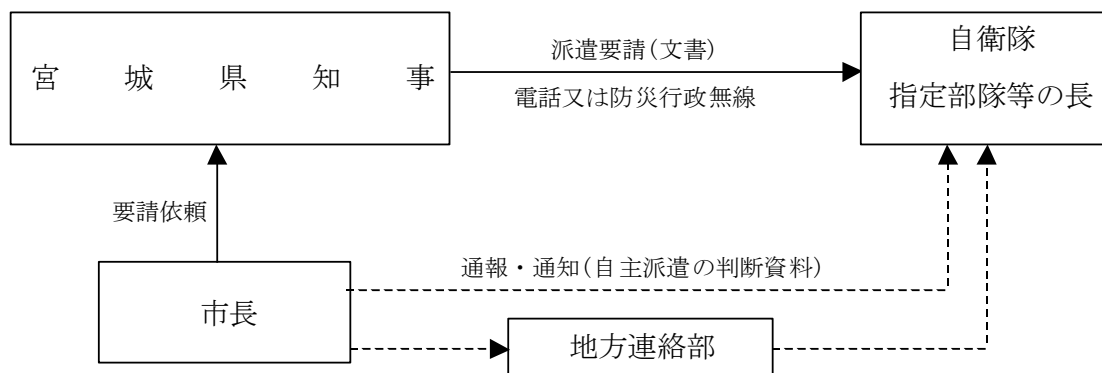 宮城県知事
派遣要請(文書)
電話又は防災行政無線
自衛隊
指定部隊等の長
要請依頼
通報・通知(自主派遣の判断資料)
市長
地方連絡部